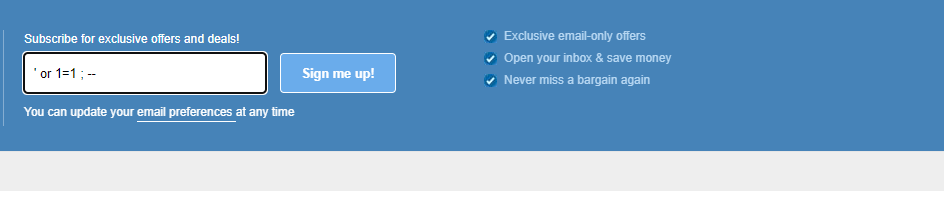 Subscribe for exclusive offers and deals!
' or 1=1 ; --
Sign me up!
You can update your email preferences at any time
Exclusive email-only offers
Open your inbox & save money
Never miss a bargain again